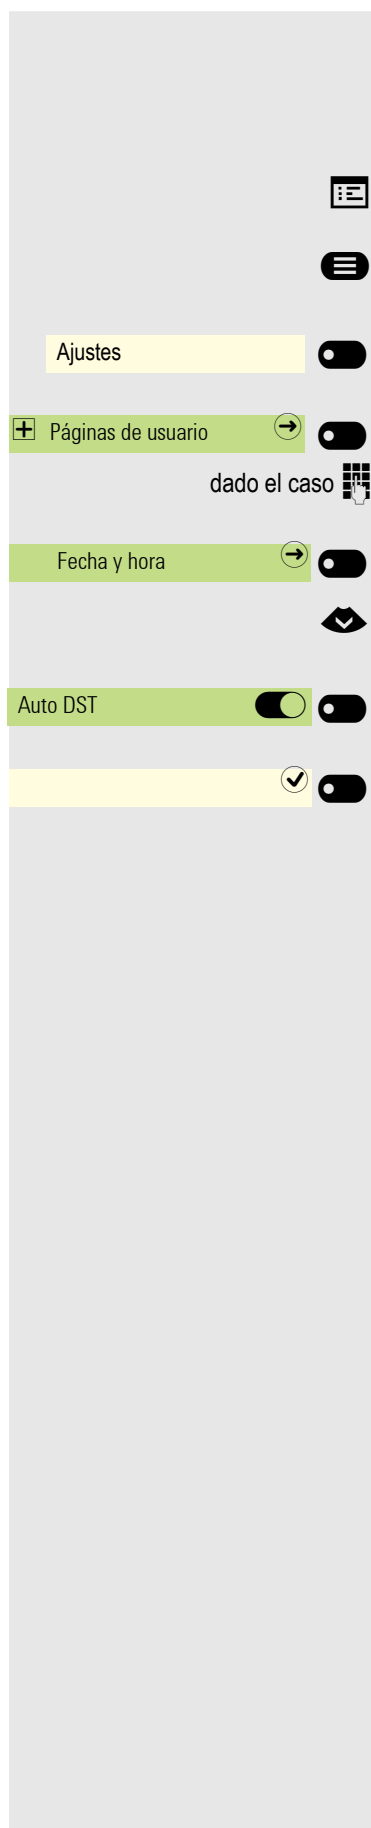 Ajustes
Páginas de usuario
dado el caso
Fecha y hora
Auto DST